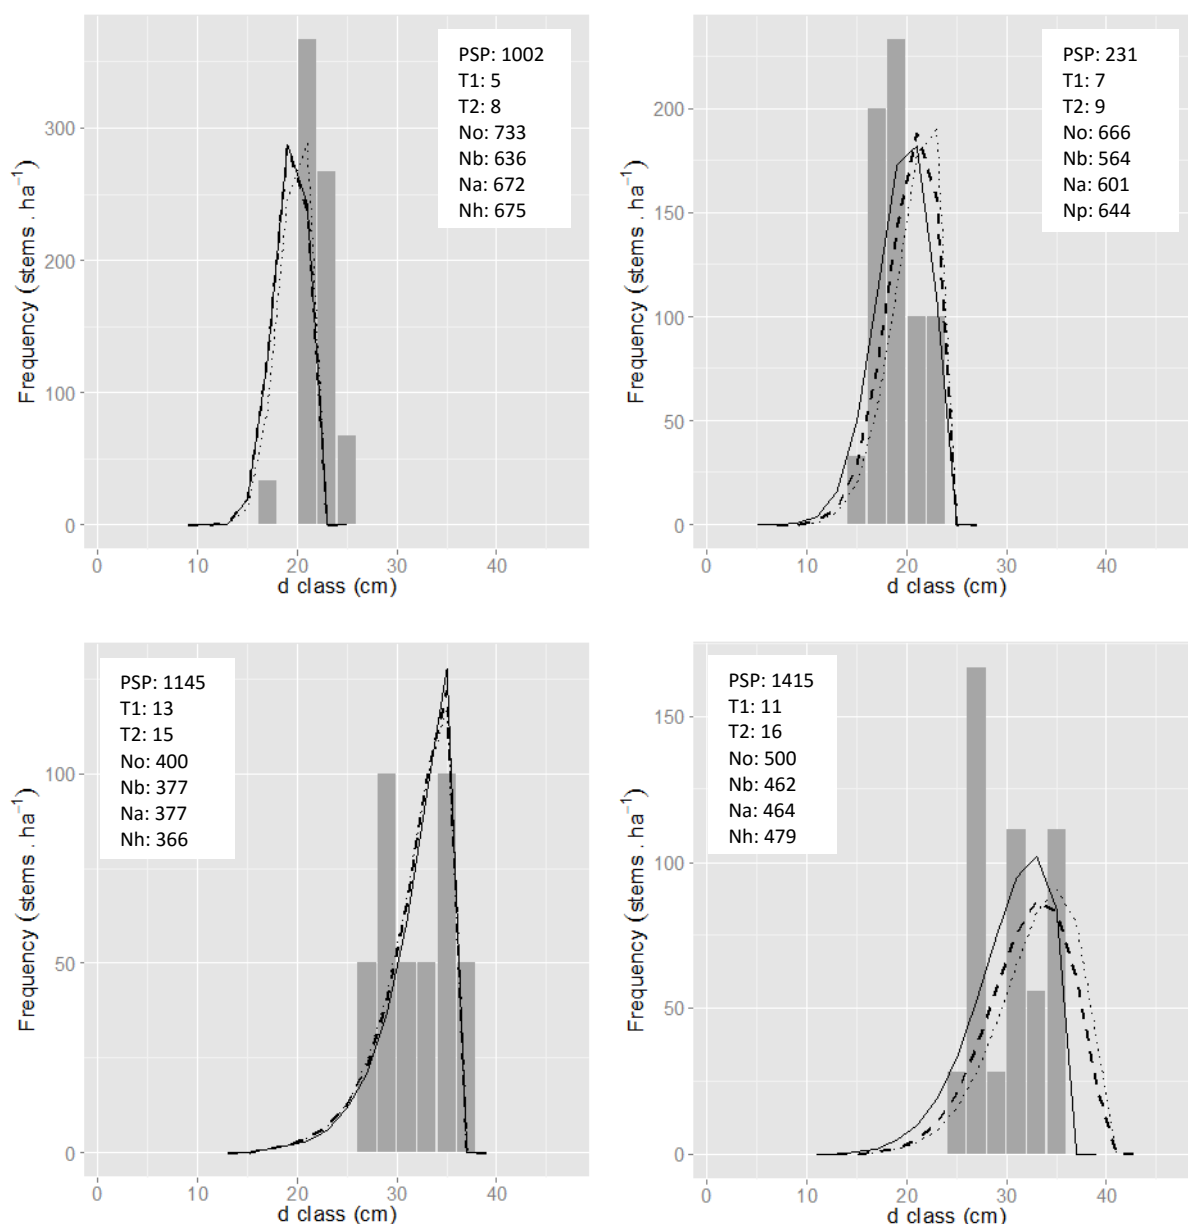 PSP: 1002
T1: 5
T2: 8
No: 733
Nb: 636
Na: 672
Nh: 675
Frequency (stems . ha⁻¹)
300
200
100
0
0 10 20 30 40
d class (cm)
PSP: 231
T1: 7
T2: 9
No: 666
Nb: 564
Na: 601
Np: 644
Frequency (stems . ha⁻¹)
200
150
100
50
0
0 10 20 30 40
d class (cm)
PSP: 1145
T1: 13
T2: 15
No: 400
Nb: 377
Na: 377
Nh: 366
Frequency (stems . ha⁻¹)
100
50
0
0 10 20 30 40
d class (cm)
PSP: 1415
T1: 11
T2: 16
No: 500
Nb: 462
Na: 464
Nh: 479
Frequency (stems . ha⁻¹)
150
100
50
0
0 10 20 30 40
d class (cm)